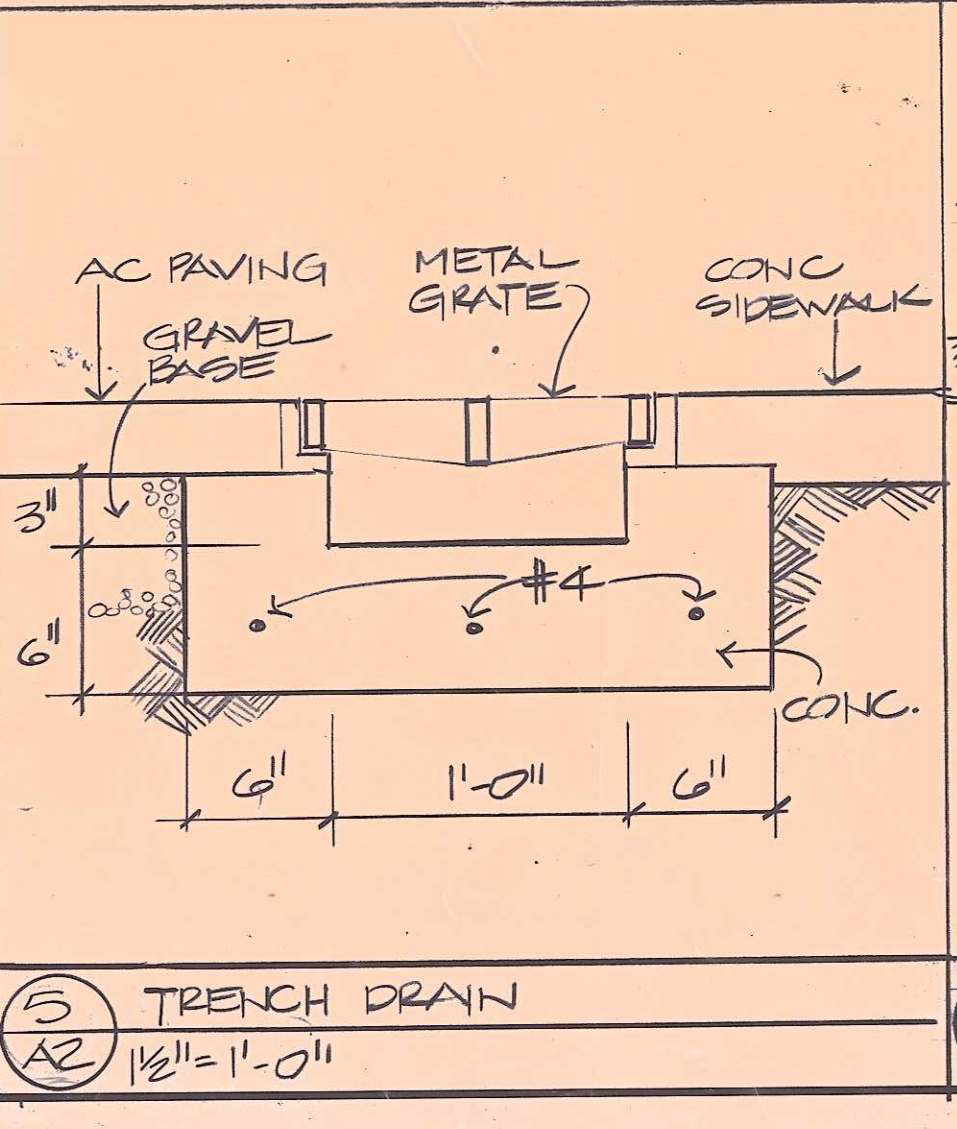 AC PAVING
METAL
GRATE
CONC
SIDEWALK
GRAVEL
BASE
3"
#4
6"
CONC.
6"
1'-0"
6"
5
TRENCH DRAIN
A2
1½"=1'-0"